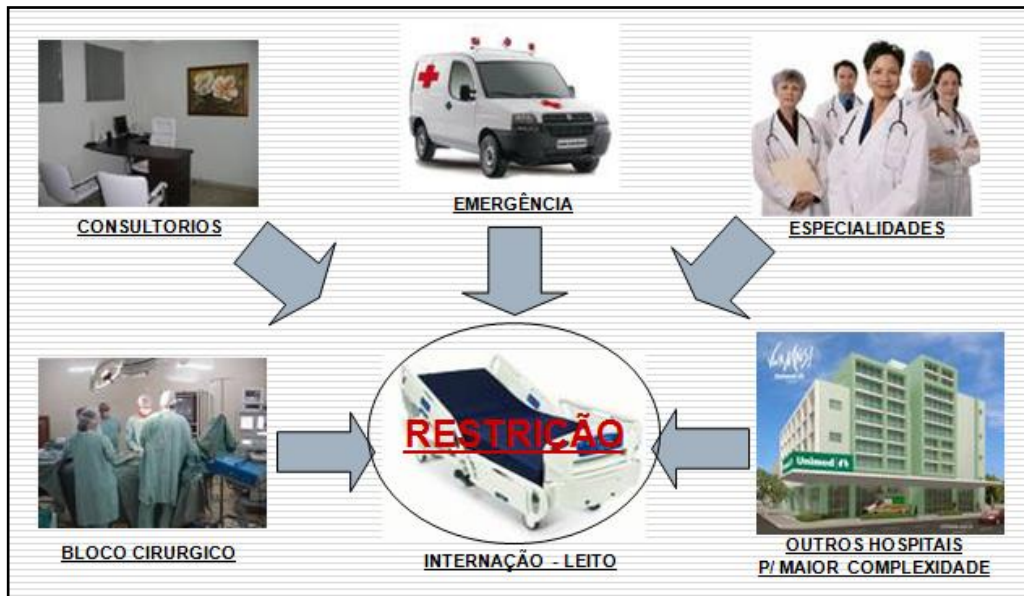 CONSULTORIOS
EMERGÊNCIA
ESPECIALIDADES
RESTRIÇÃO
BLOCO CIRURGICO
INTERNAÇÃO - LEITO
Unimed
OUTROS HOSPITAIS
P/ MAIOR COMPLEXIDADE